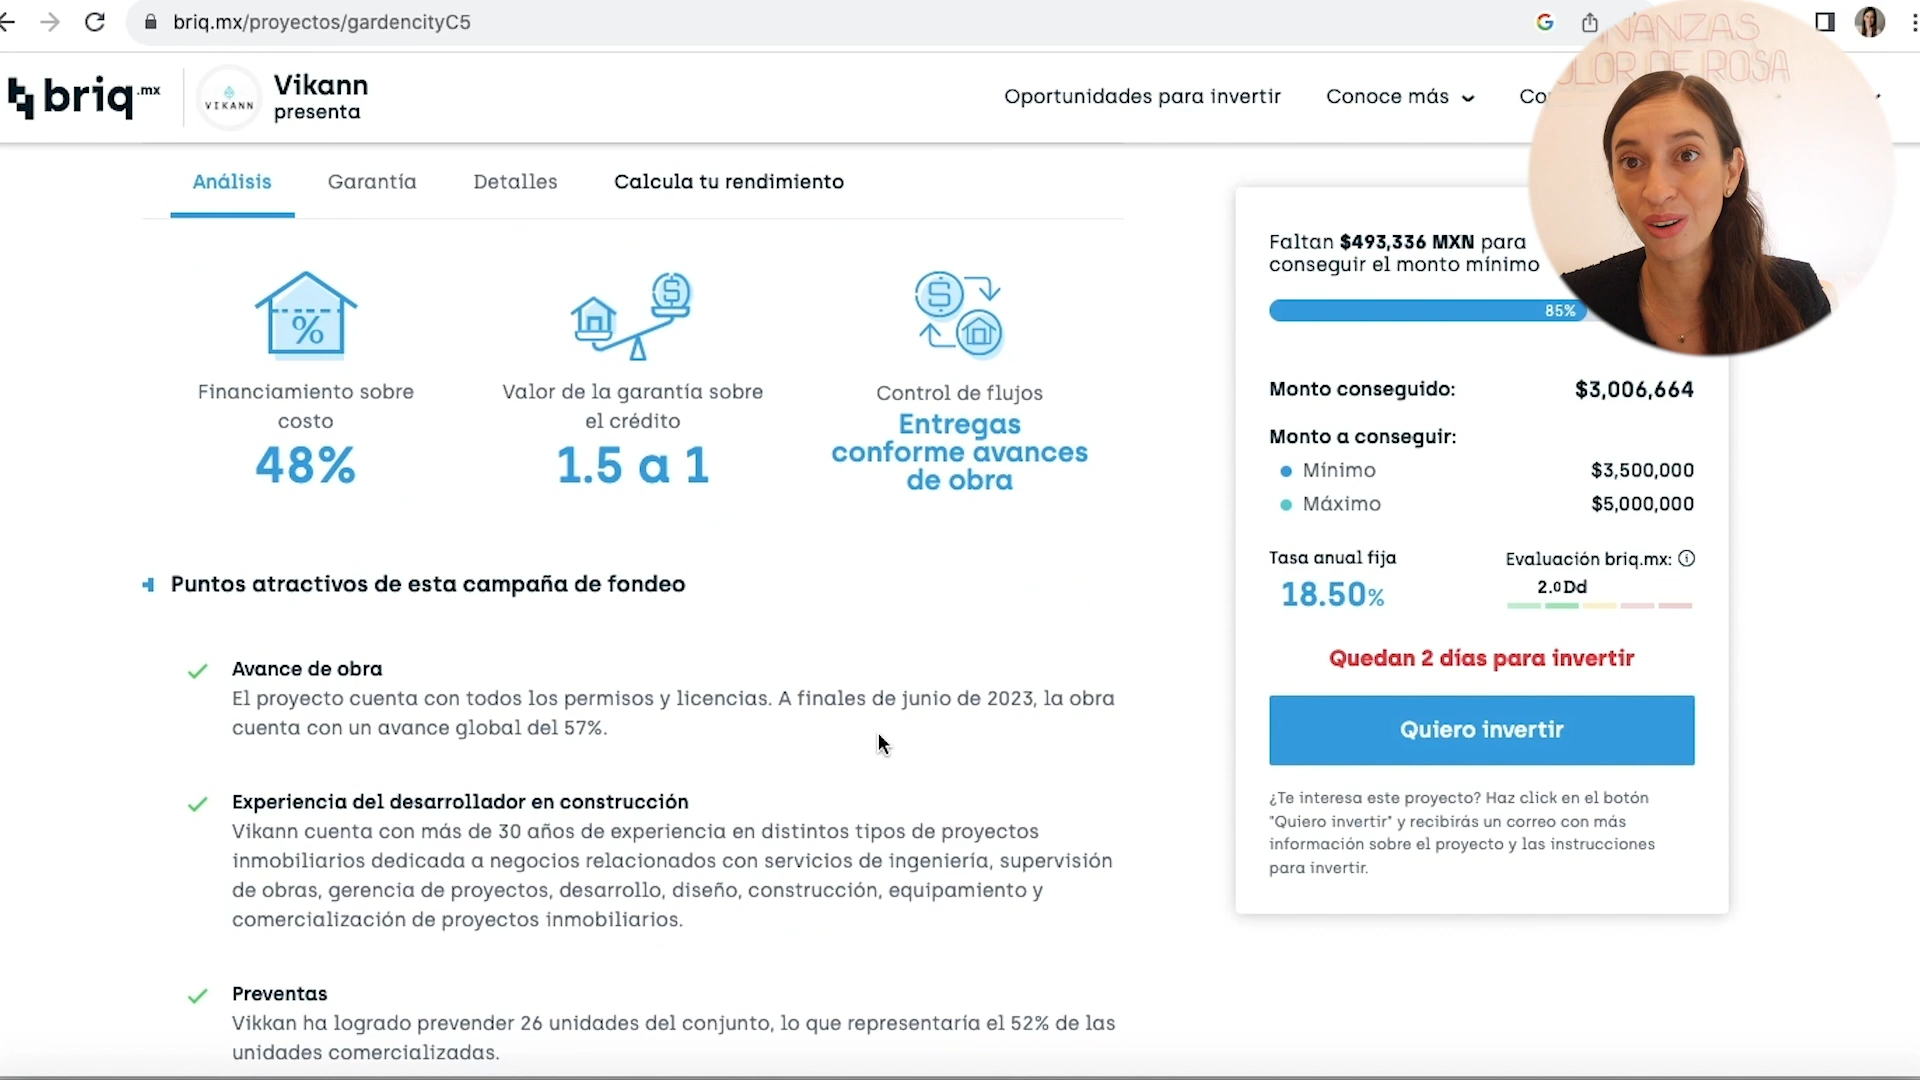 briq.mx/proyectos/gardencityC5
briq.mx
VIKANN
Vikann
presenta
Oportunidades para invertir
Conoce más
FINANZAS
COLOR DE ROSA
Análisis
Garantía
Detalles
Calcula tu rendimiento
Financiamiento sobre
costo
48%
Valor de la garantía sobre
el crédito
1.5 a 1
Control de flujos
Entregas
conforme avances
de obra
Puntos atractivos de esta campaña de fondeo
Avance de obra
El proyecto cuenta con todos los permisos y licencias. A finales de junio de 2023, la obra
cuenta con un avance global del 57%.
Experiencia del desarrollador en construcción
Vikann cuenta con más de 30 años de experiencia en distintos tipos de proyectos
inmobiliarios dedicada a negocios relacionados con servicios de ingeniería, supervisión
de obras, gerencia de proyectos, desarrollo, diseño, construcción, equipamiento y
comercialización de proyectos inmobiliarios.
Preventas
Vikkan ha logrado prevender 26 unidades del conjunto, lo que representaría el 52% de las
unidades comercializadas.
Faltan $493,336 MXN para
conseguir el monto mínimo
85%
Monto conseguido: $3,006,664
Monto a conseguir:
Mínimo $3,500,000
Máximo $5,000,000
Tasa anual fija
18.50%
Evaluación briq.mx:
2.0 Dd
Quedan 2 días para invertir
Quiero invertir
¿Te interesa este proyecto? Haz click en el botón
"Quiero invertir" y recibirás un correo con más
información sobre el proyecto y las instrucciones
para invertir.